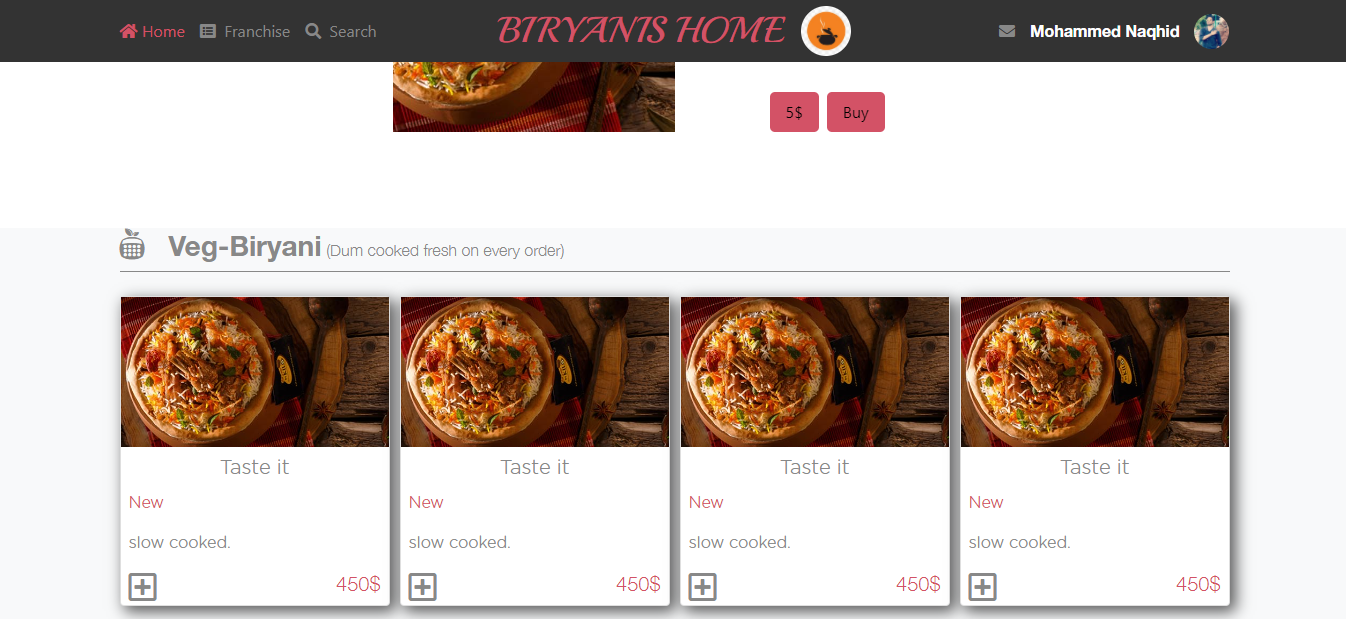 Home Franchise Search BIRYANIS HOME Mohammed Naqhid
5$ Buy
Veg-Biryani (Dum cooked fresh on every order)
Taste it Taste it Taste it Taste it
New New New New
slow cooked. slow cooked. slow cooked. slow cooked.
450$ 450$ 450$ 450$